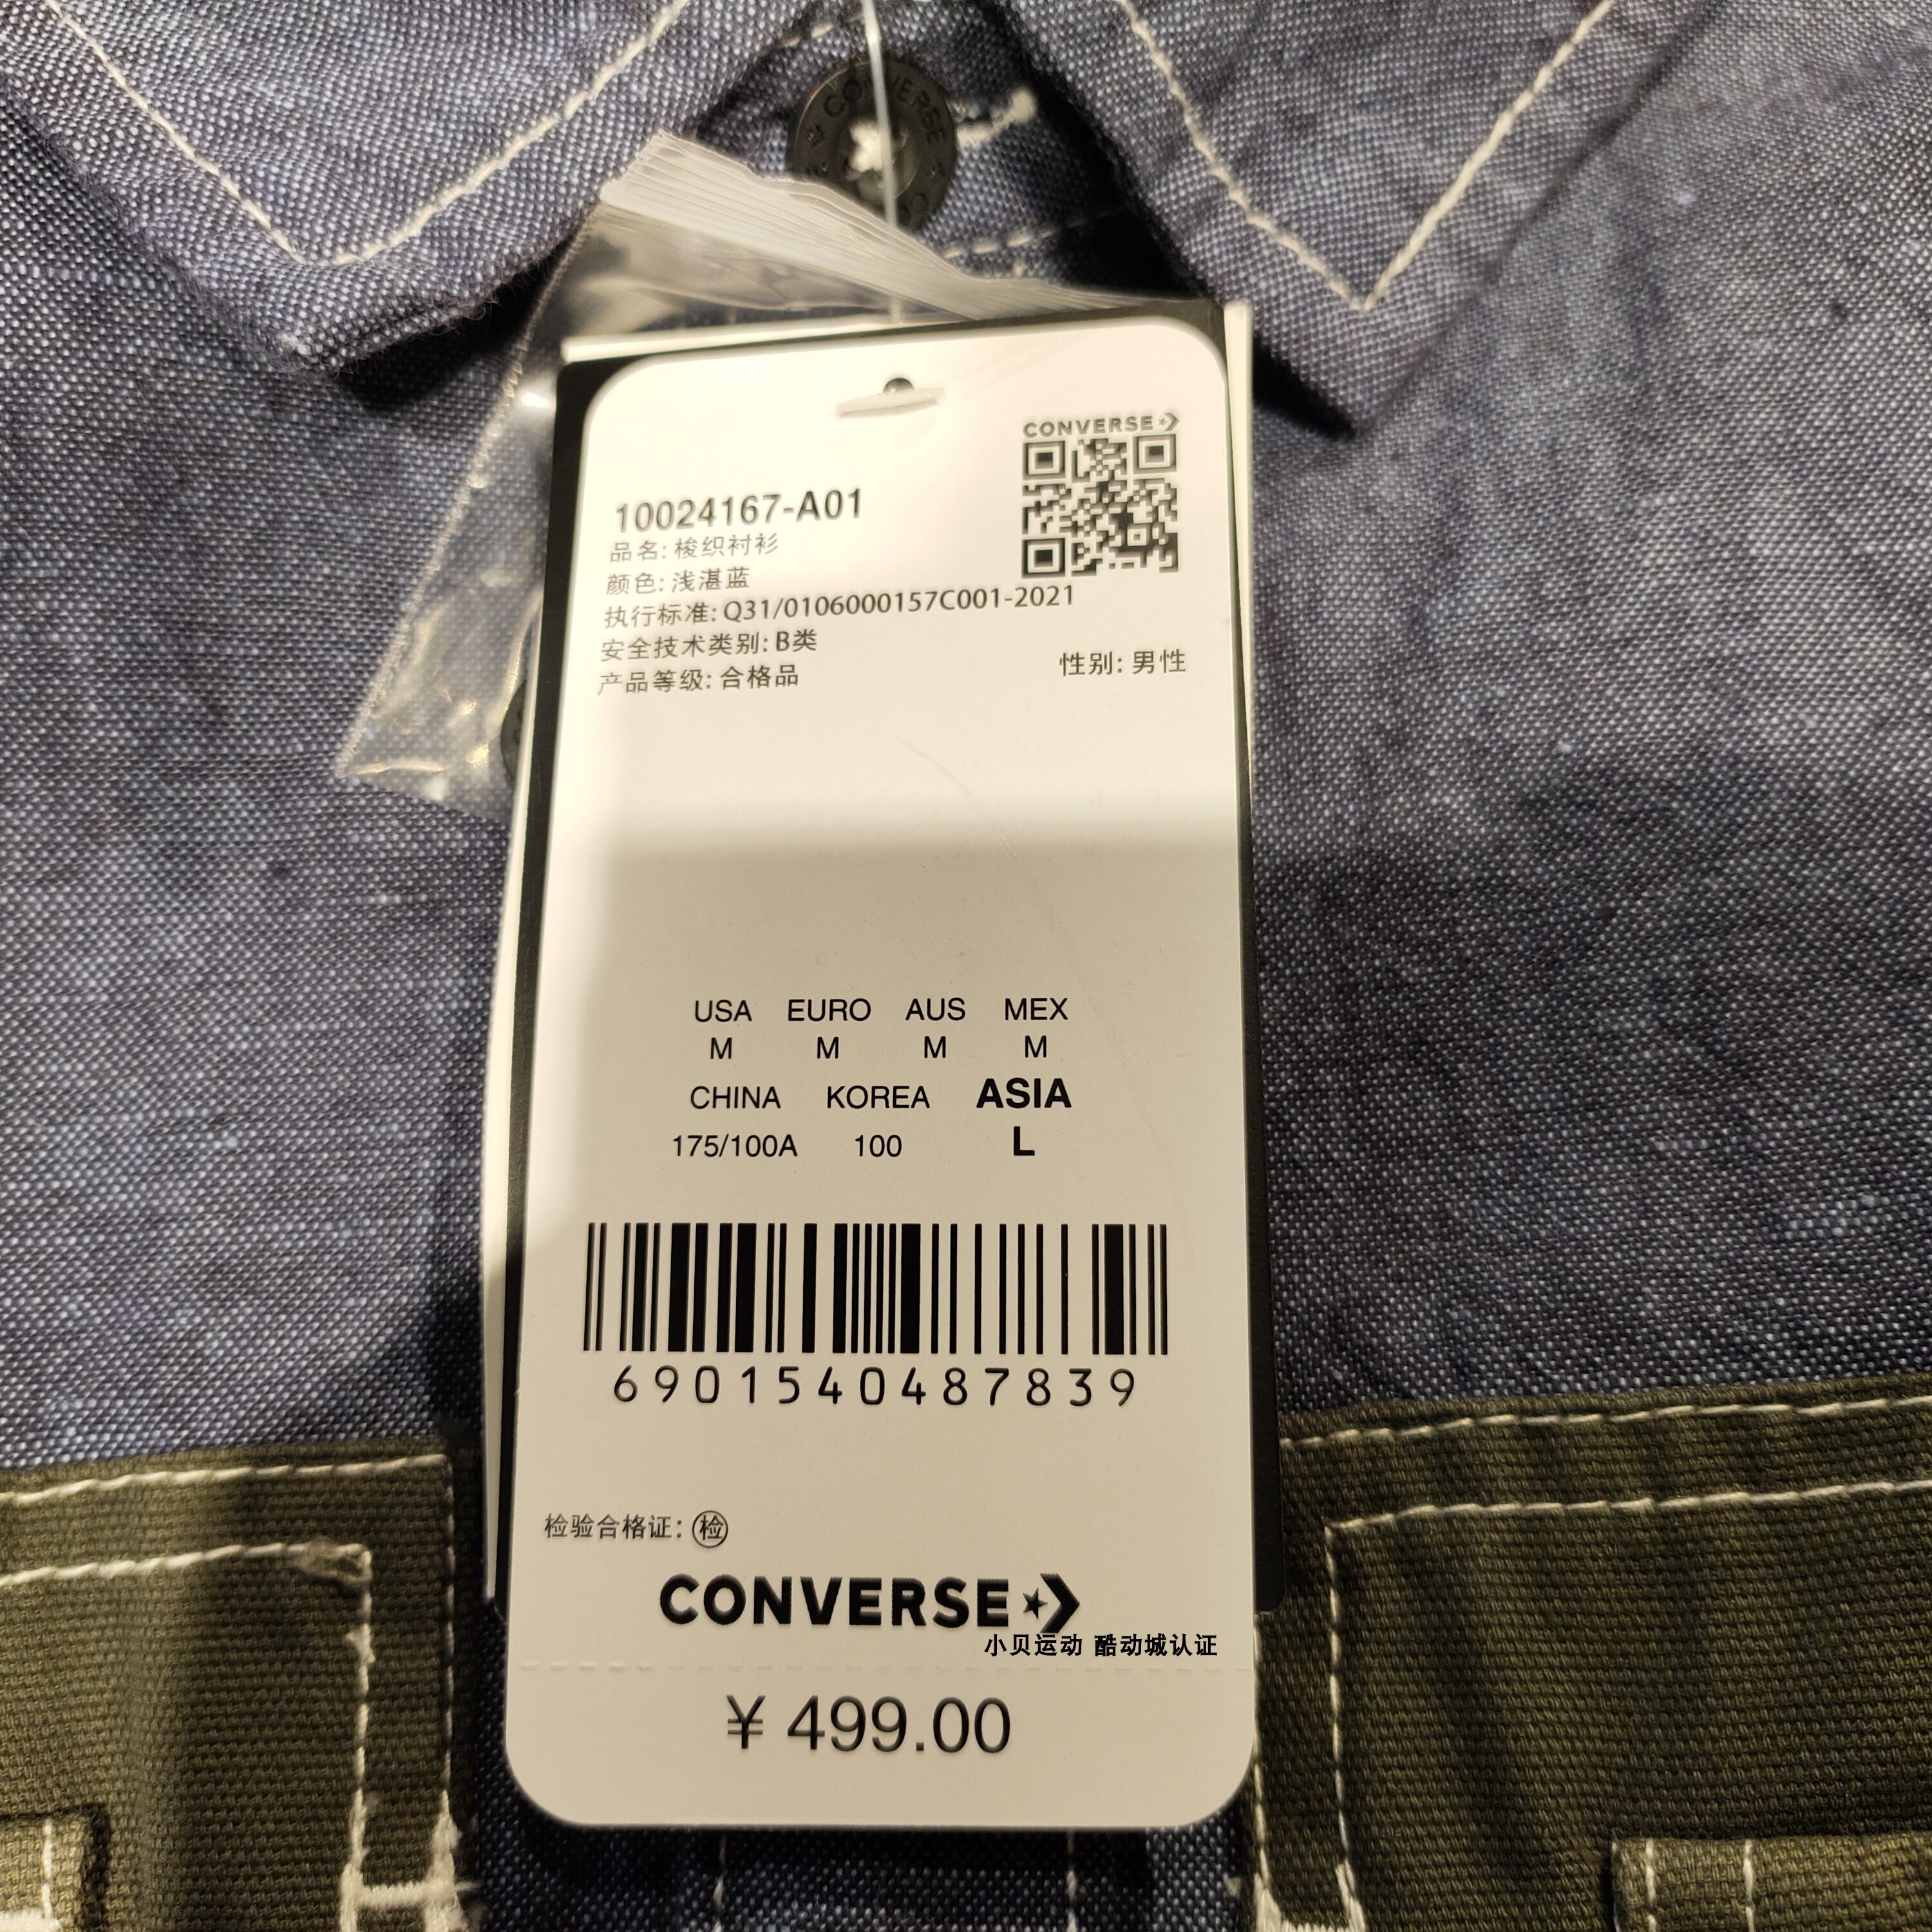 CONVERSE
CONVERSE
10024167-A01
品名: 梭织衬衫
颜色: 浅湛蓝
执行标准: Q31/0106000157C001-2021
安全技术类别: B类
性别: 男性
产品等级: 合格品
USA EURO AUS MEX
M M M M
CHINA KOREA ASIA
175/100A 100 L
6901540487839
检验合格证: 检
CONVERSE
小贝运动 酷动城认证
¥ 499.00